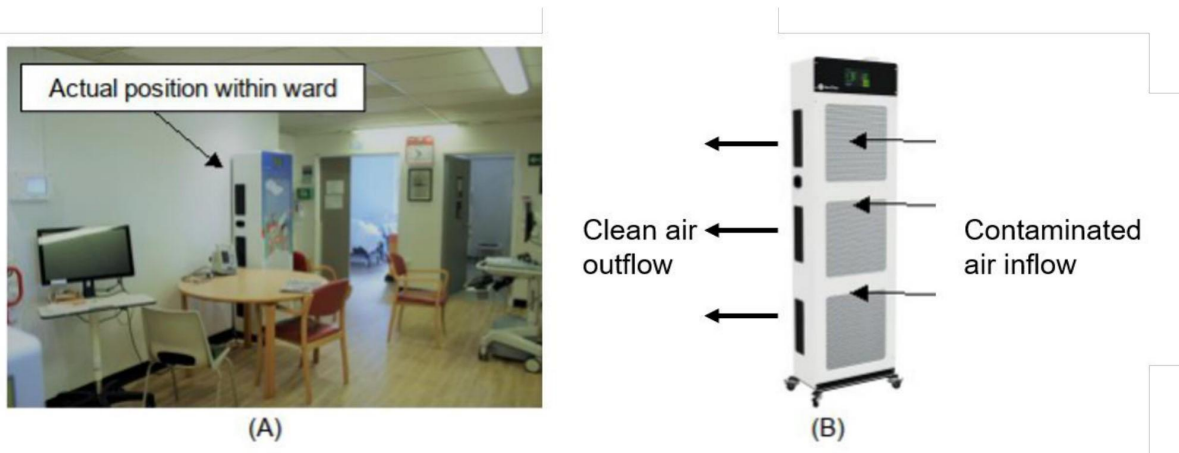 Actual position within ward
Clean air
outflow
Contaminated
air inflow
(A)
(B)